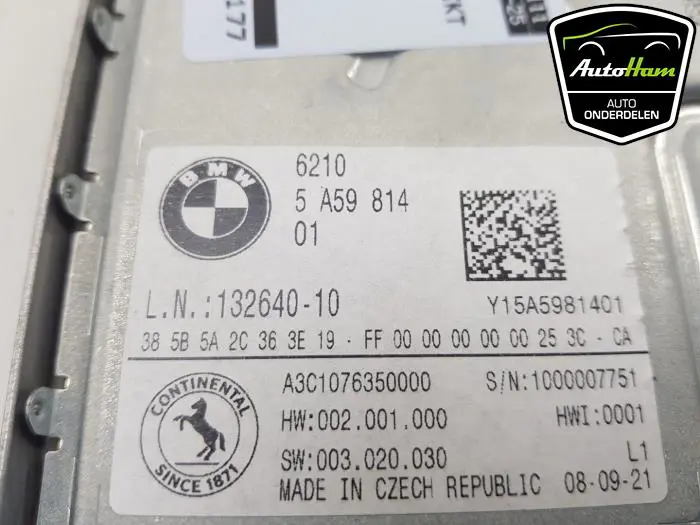 177
KT
-25
AutoHam
AUTO
ONDERDELEN
BMW
6210
5 A59 814
01
L.N.:132640-10
Y15A5981401
38 5B 5A 2C 36 3E 19 - FF 00 00 00 00 00 25 3C - CA
CONTINENTAL
SINCE 1871
A3C1076350000
S/N:1000007751
HW:002.001.000
HWI:0001
SW:003.020.030
L1
MADE IN CZECH REPUBLIC
08-09-21